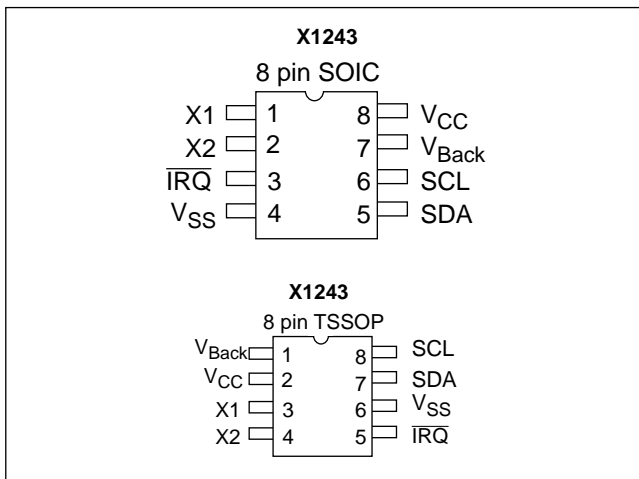 X1243
8 pin SOIC
X1 1 8 VCC
X2 2 7 VBack
IRQ 3 6 SCL
VSS 4 5 SDA
X1243
8 pin TSSOP
VBack 1 8 SCL
VCC 2 7 SDA
X1 3 6 VSS
X2 4 5 IRQ